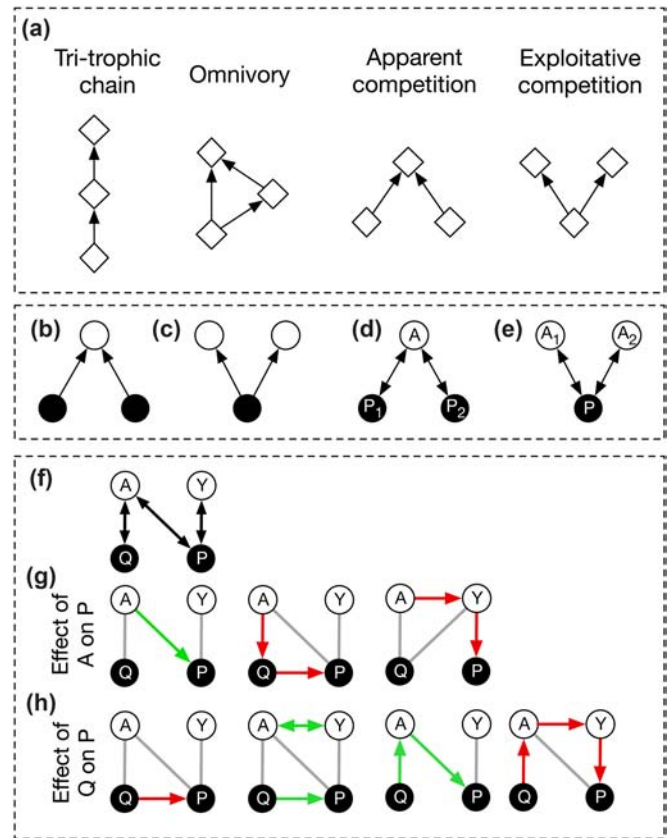 (a)
Tri-trophic
chain
Omnivory
Apparent
competition
Exploitative
competition
(b)
(c)
(d)
(e)
A
P1
P2
A1
A2
P
(f)
A
Y
Q
P
(g)
Effect of
A on P
A
Y
Q
P
A
Y
Q
P
A
Y
Q
P
(h)
Effect of
Q on P
A
Y
Q
P
A
Y
Q
P
A
Y
Q
P
A
Y
Q
P